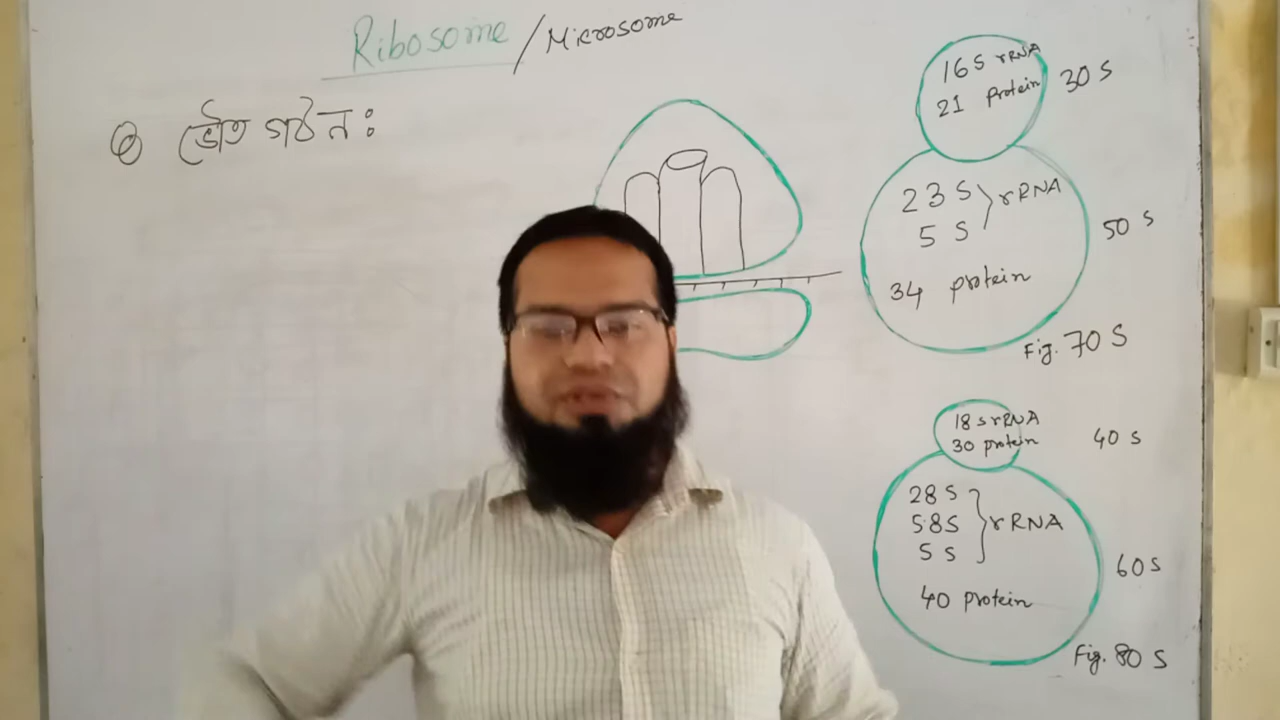 Ribosome / Microsome
ভৌত গঠন :
16S rRNA
21 Protein
30 S
23 S
5 S
rRNA
34 protein
50 S
Fig. 70 S
18 s rRNA
30 protein
40 s
28 S
5.8 S
5 s
rRNA
40 protein
60 s
Fig. 80 S